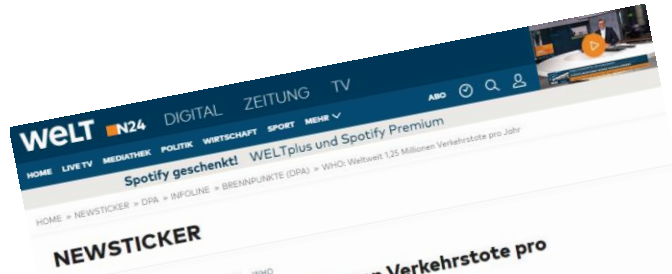 WELT N24 DIGITAL ZEITUNG TV
HOME LIVE TV MEDIATHEK POLITIK WIRTSCHAFT SPORT MEHR ABO
Spotify geschenkt! WELTplus und Spotify Premium
HOME » NEWSTICKER » DPA » INFOLINE » BRENNPUNKTE (DPA) » WHO: Weltweit 1,25 Millionen Verkehrstote pro Jahr
NEWSTICKER
WHO
Verkehrstote pro